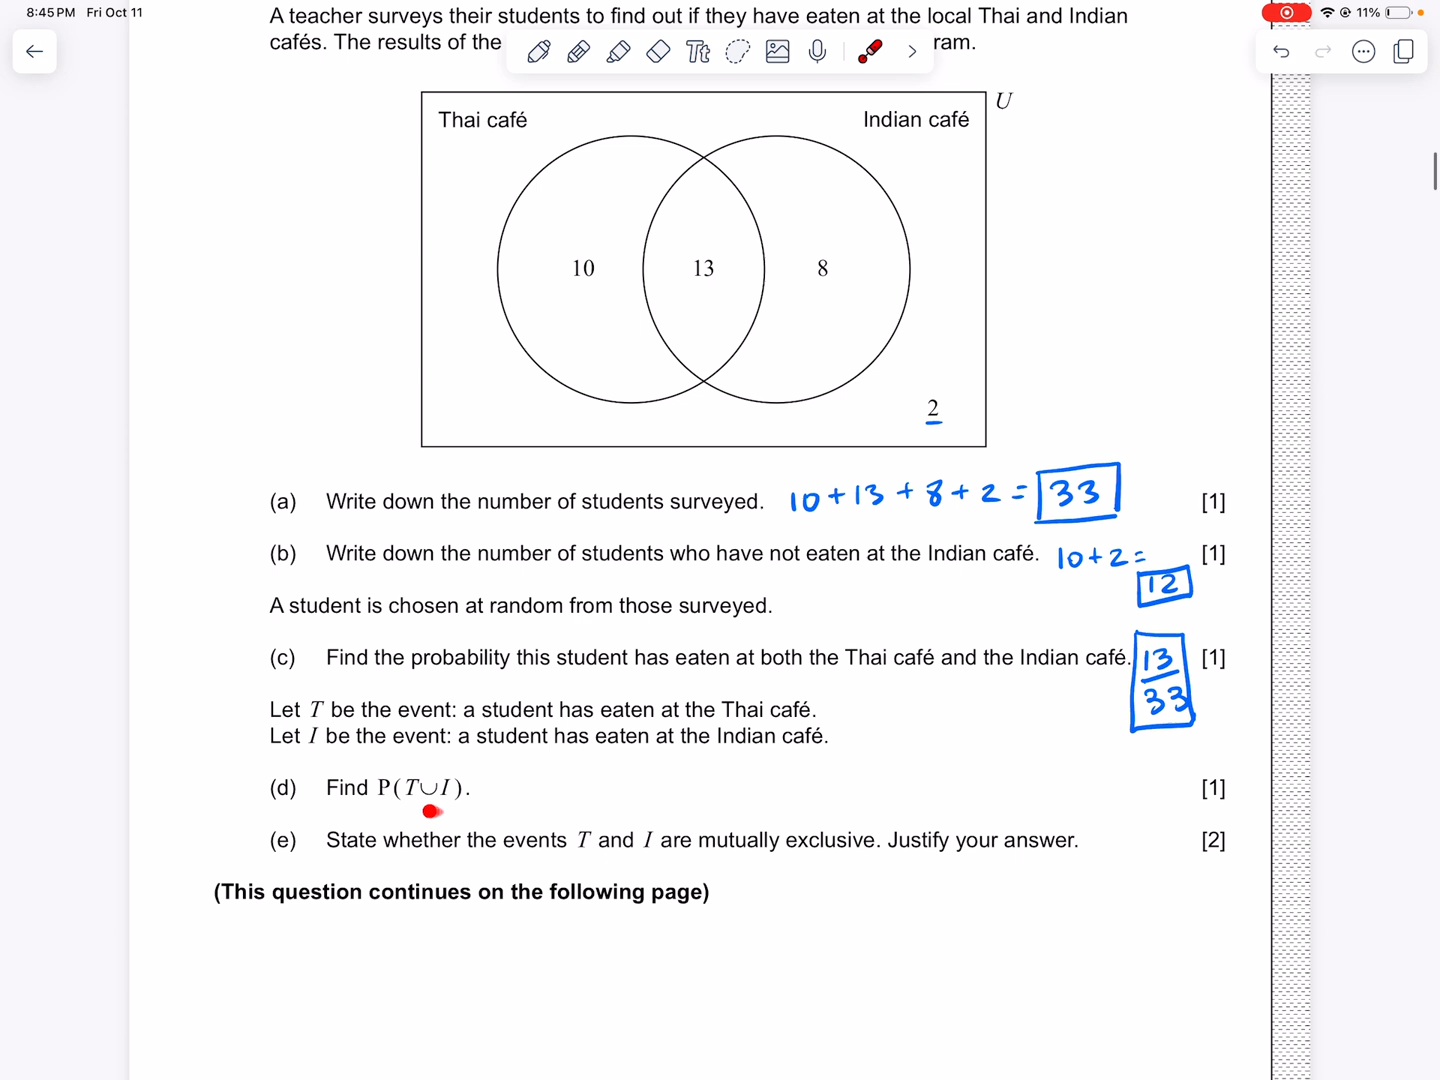 8:45 PM Fri Oct 11
11%
A teacher surveys their students to find out if they have eaten at the local Thai and Indian
cafés. The results of the
Tt
ram.
U
Thai café
Indian café
10
13
8
2
(a) Write down the number of students surveyed. 10 + 13 + 8 + 2 = 33 [1]
(b) Write down the number of students who have not eaten at the Indian café. 10 + 2 = [1]
12
A student is chosen at random from those surveyed.
(c) Find the probability this student has eaten at both the Thai café and the Indian café. 13 [1]
33
Let T be the event: a student has eaten at the Thai café.
Let I be the event: a student has eaten at the Indian café.
(d) Find P(T∪I). [1]
(e) State whether the events T and I are mutually exclusive. Justify your answer. [2]
(This question continues on the following page)